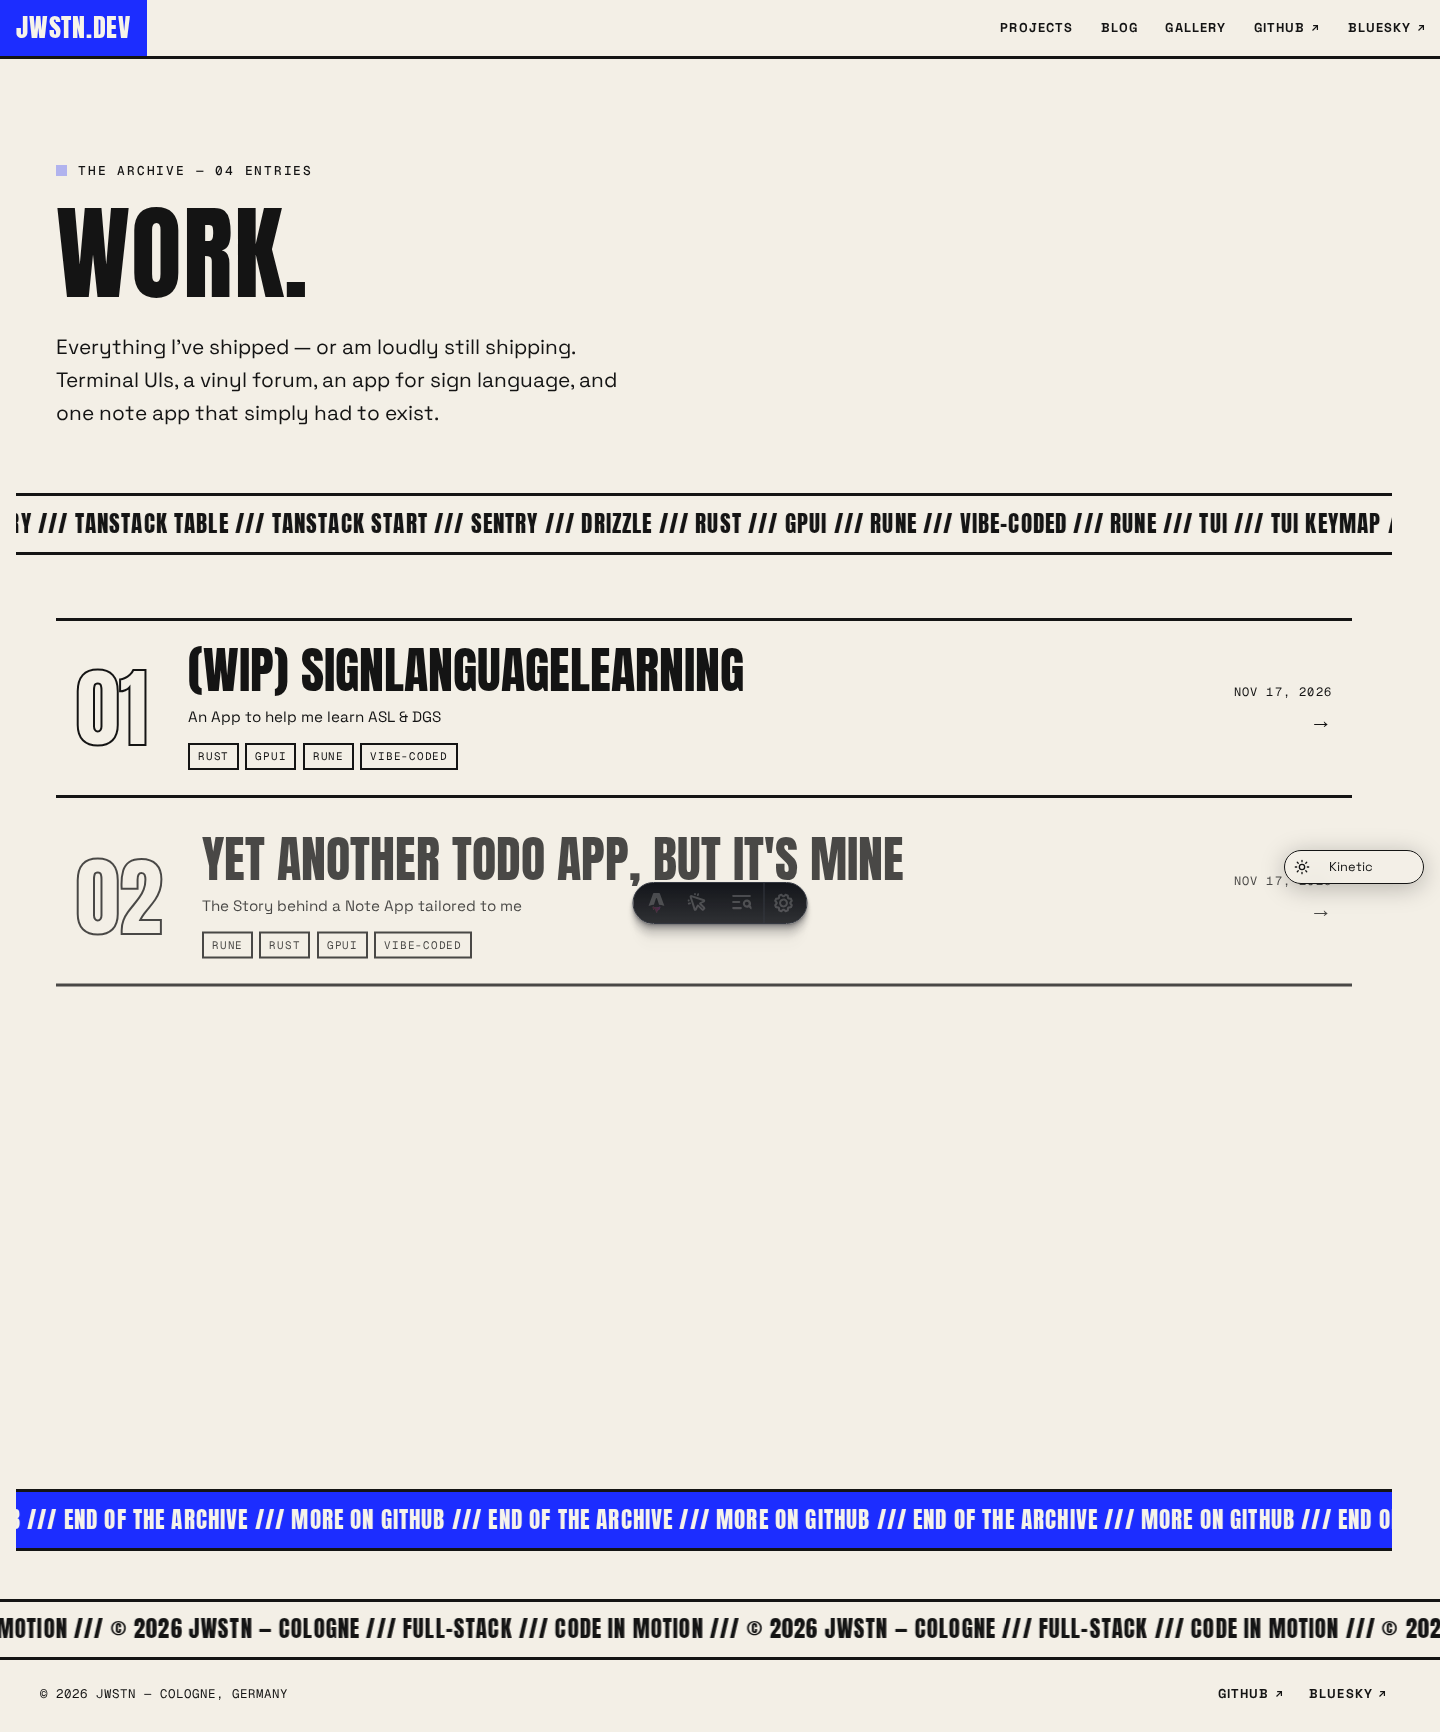 JWSTN.DEV
PROJECTS BLOG GALLERY GITHUB ↗ BLUESKY ↗
THE ARCHIVE — 04 ENTRIES
WORK.
Everything I've shipped — or am loudly still shipping.
Terminal UIs, a vinyl forum, an app for sign language, and
one note app that simply had to exist.
RY /// TANSTACK TABLE /// TANSTACK START /// SENTRY /// DRIZZLE /// RUST /// GPUI /// RUNE /// VIBE-CODED /// RUNE /// TUI /// TUI KEYMAP /
01
(WIP) SIGNLANGUAGELEARNING
An App to help me learn ASL & DGS
RUST GPUI RUNE VIBE-CODED
NOV 17, 2026
→
02
YET ANOTHER TODO APP, BUT IT'S MINE
The Story behind a Note App tailored to me
RUNE RUST GPUI VIBE-CODED
NOV 17,
→
Kinetic
B /// END OF THE ARCHIVE /// MORE ON GITHUB /// END OF THE ARCHIVE /// MORE ON GITHUB /// END OF THE ARCHIVE /// MORE ON GITHUB /// END O
MOTION /// © 2026 JWSTN — COLOGNE /// FULL-STACK /// CODE IN MOTION /// © 2026 JWSTN — COLOGNE /// FULL-STACK /// CODE IN MOTION /// © 202
© 2026 JWSTN — COLOGNE, GERMANY
GITHUB ↗ BLUESKY ↗